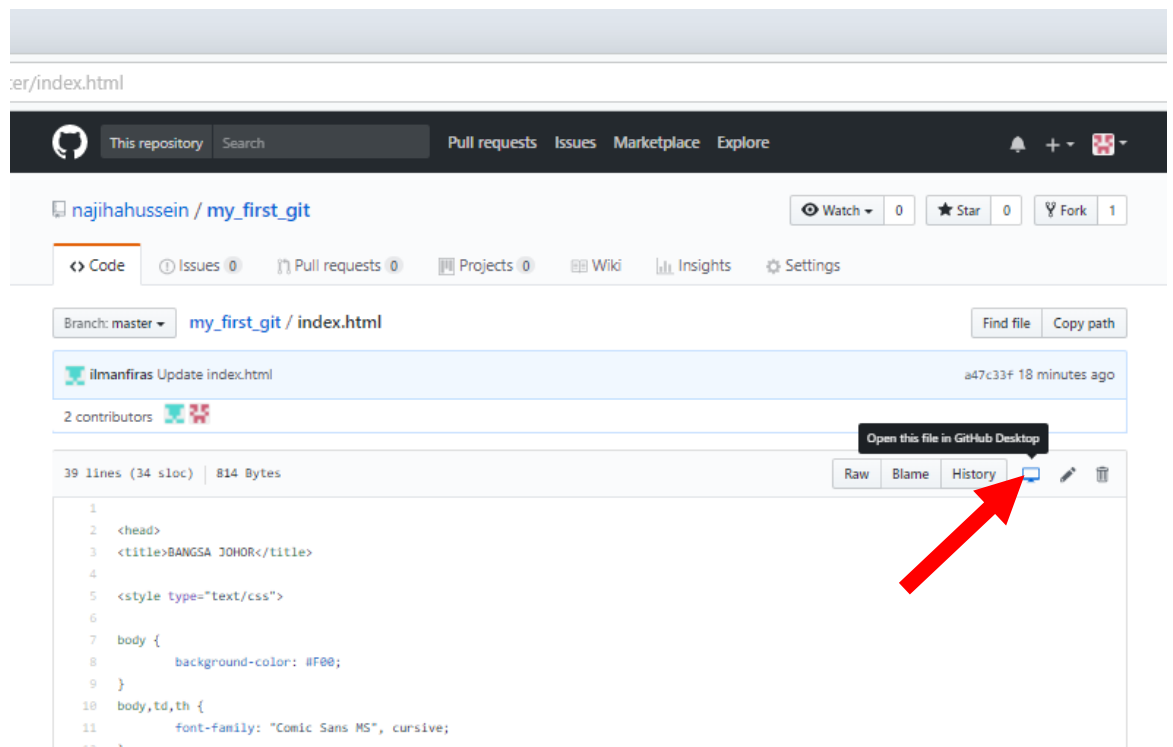 ter/index.html
This repository Search Pull requests Issues Marketplace Explore
najihahussein / my_first_git Watch 0 Star 0 Fork 1
<> Code Issues 0 Pull requests 0 Projects 0 Wiki Insights Settings
Branch: master my_first_git / index.html Find file Copy path
ilmanfiras Update index.html a47c33f 18 minutes ago
2 contributors
Open this file in GitHub Desktop
39 lines (34 sloc) | 814 Bytes Raw Blame History
1
2 <head>
3 <title>BANGSA JOHOR</title>
4
5 <style type="text/css">
6
7 body {
8 background-color: #F00;
9 }
10 body,td,th {
11 font-family: "Comic Sans MS", cursive;